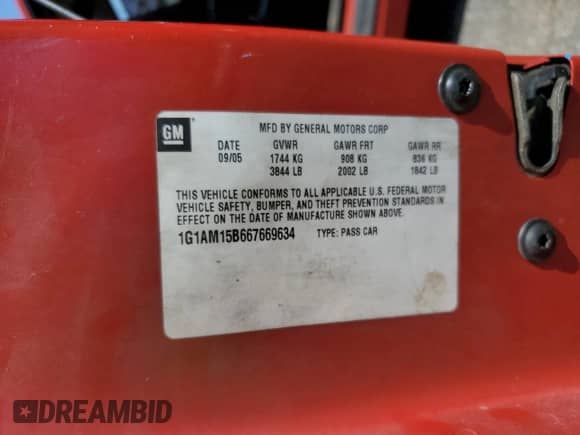 GM
MFD BY GENERAL MOTORS CORP
DATE GVWR GAWR FRT GAWR RR
09/05 1744 KG 908 KG 836 KG
3844 LB 2002 LB 1842 LB
THIS VEHICLE CONFORMS TO ALL APPLICABLE U.S. FEDERAL MOTOR
VEHICLE SAFETY, BUMPER, AND THEFT PREVENTION STANDARDS IN
EFFECT ON THE DATE OF MANUFACTURE SHOWN ABOVE.
1G1AM15B667669634 TYPE: PASS CAR
DREAMBID